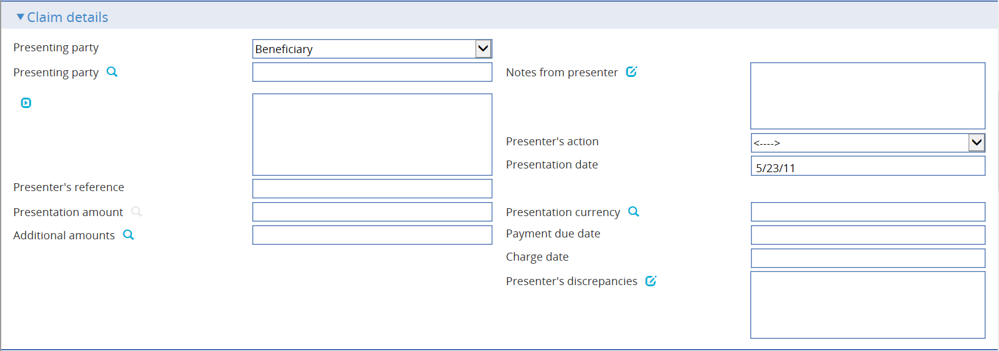 Claim details
Presenting party
Beneficiary
Presenting party
Notes from presenter
Presenter's action
<---->
Presentation date
5/23/11
Presenter's reference
Presentation amount
Presentation currency
Additional amounts
Payment due date
Charge date
Presenter's discrepancies